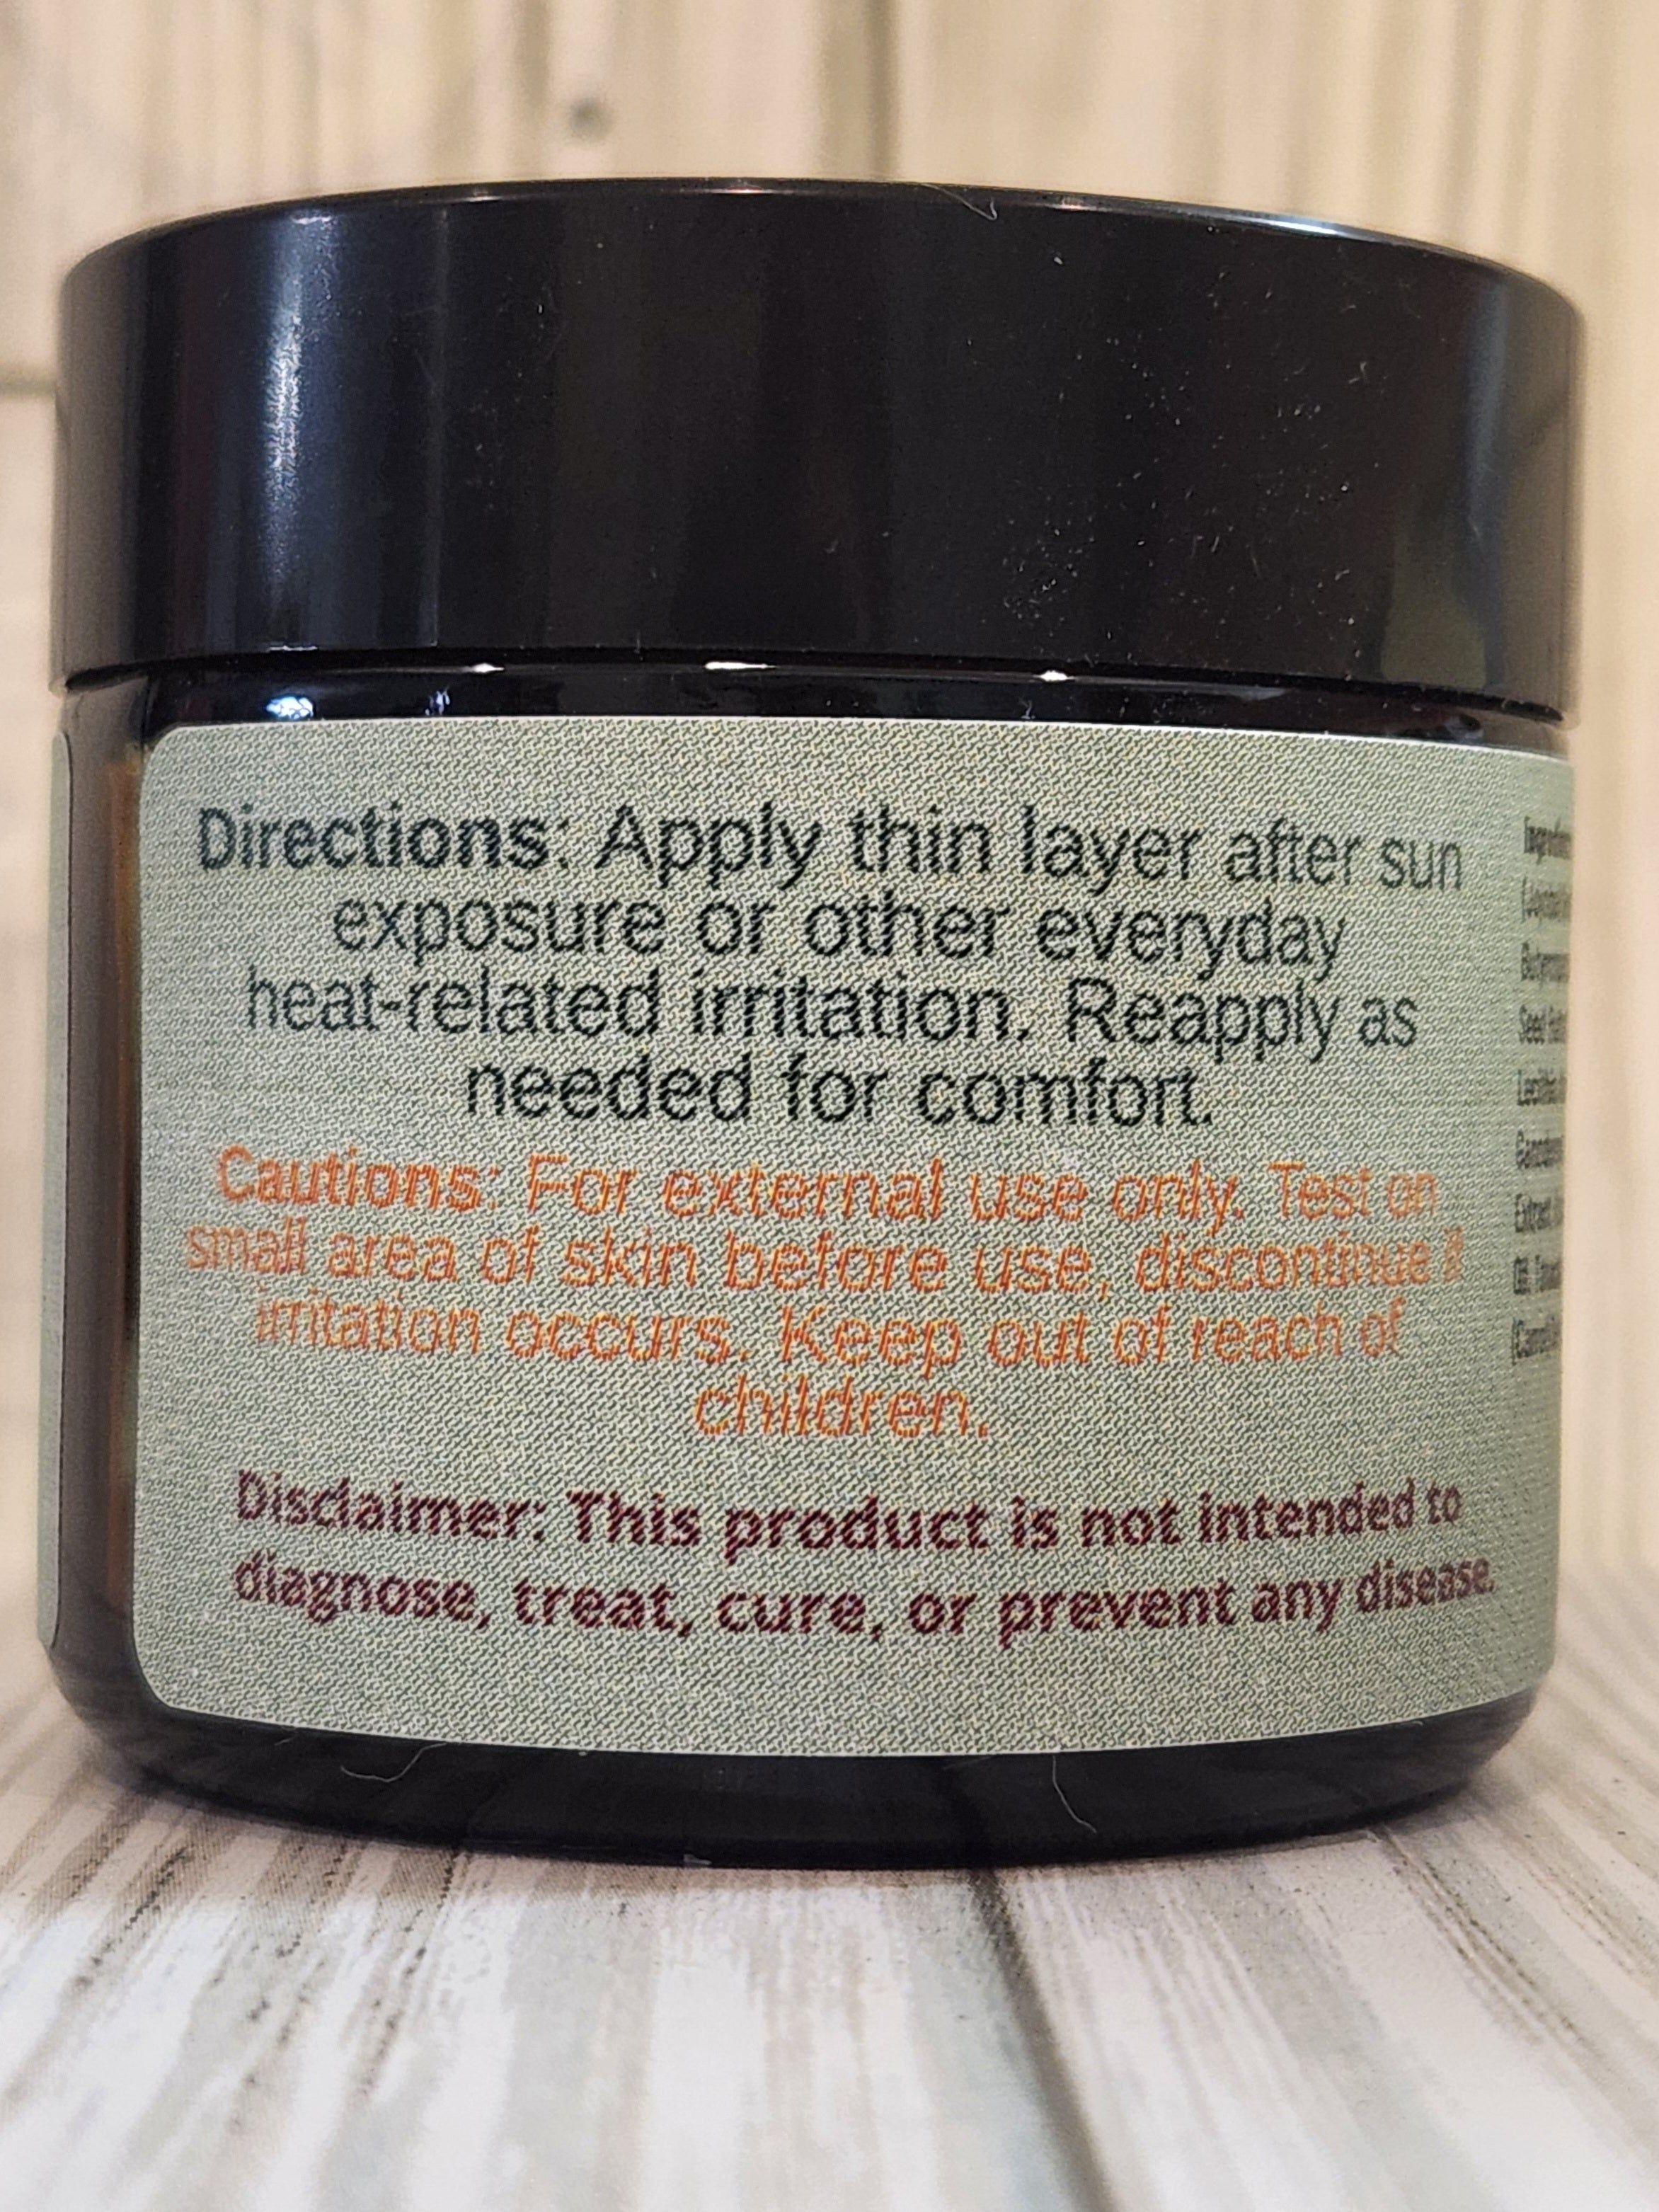 Directions: Apply thin layer after sun
exposure or other everyday
heat-related irritation. Reapply as
needed for comfort.
Cautions: For external use only. Test on
small area of skin before use, discontinue if
irritation occurs. Keep out of reach of
children.
Disclaimer: This product is not intended to
diagnose, treat, cure, or prevent any disease.
Seed
Extract